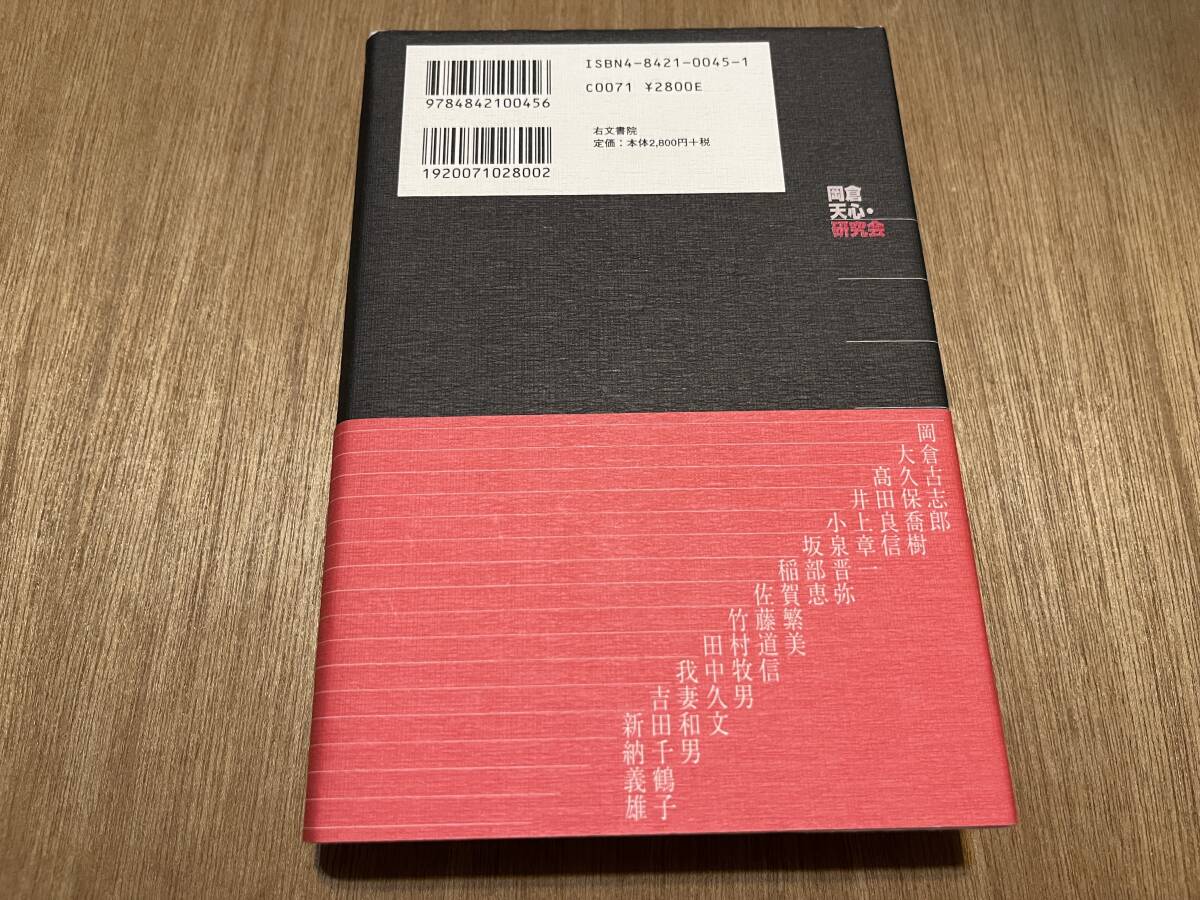 ISBN4-8421-0045-1
C0071 ¥2800E
9784842100456
右文書院
定価：本体2,800円＋税
1920071028002
岡倉
天心・
研究会
岡倉古志郎
大久保喬樹
髙田良信
井上章一
小泉晋弥
坂部恵
稲賀繁美
佐藤道信
竹村牧男
田中久文
我妻和男
吉田千鶴子
新納義雄